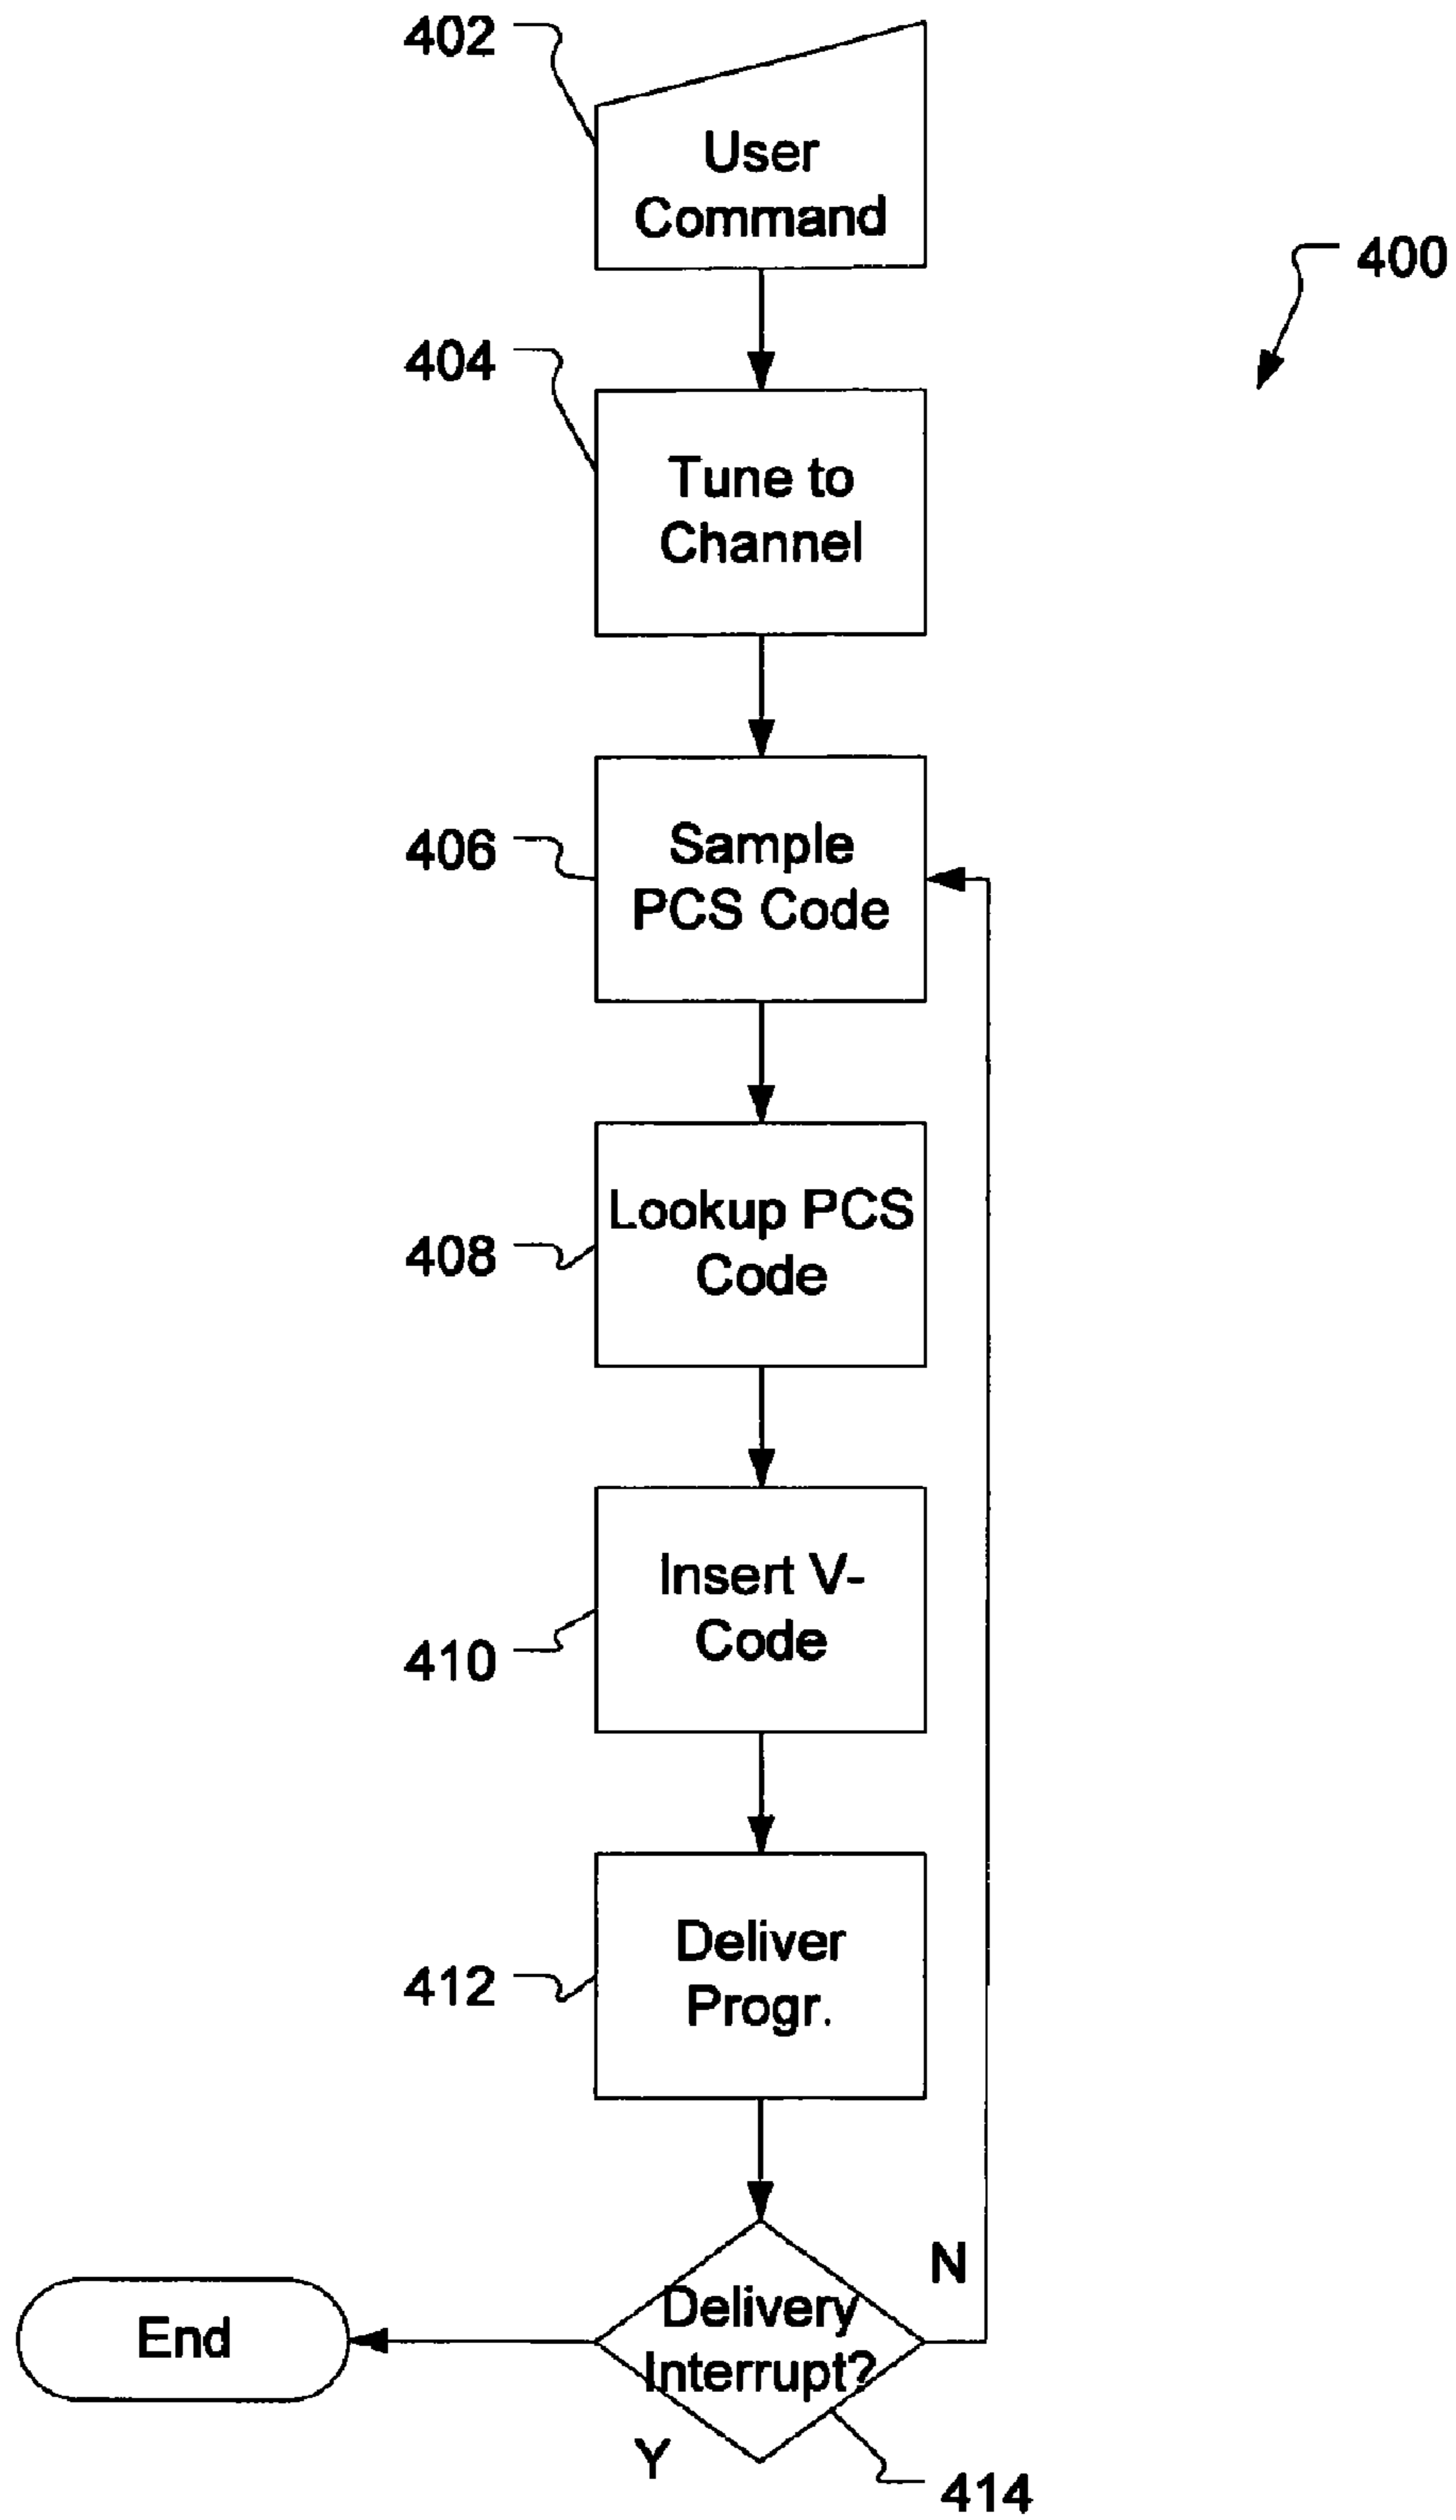 402
User
Command
400
404
Tune to
Channel
406
Sample
PCS Code
408
Lookup PCS
Code
410
Insert V-
Code
412
Deliver
Progr.
N
Delivery
Interrupt?
End
Y
414